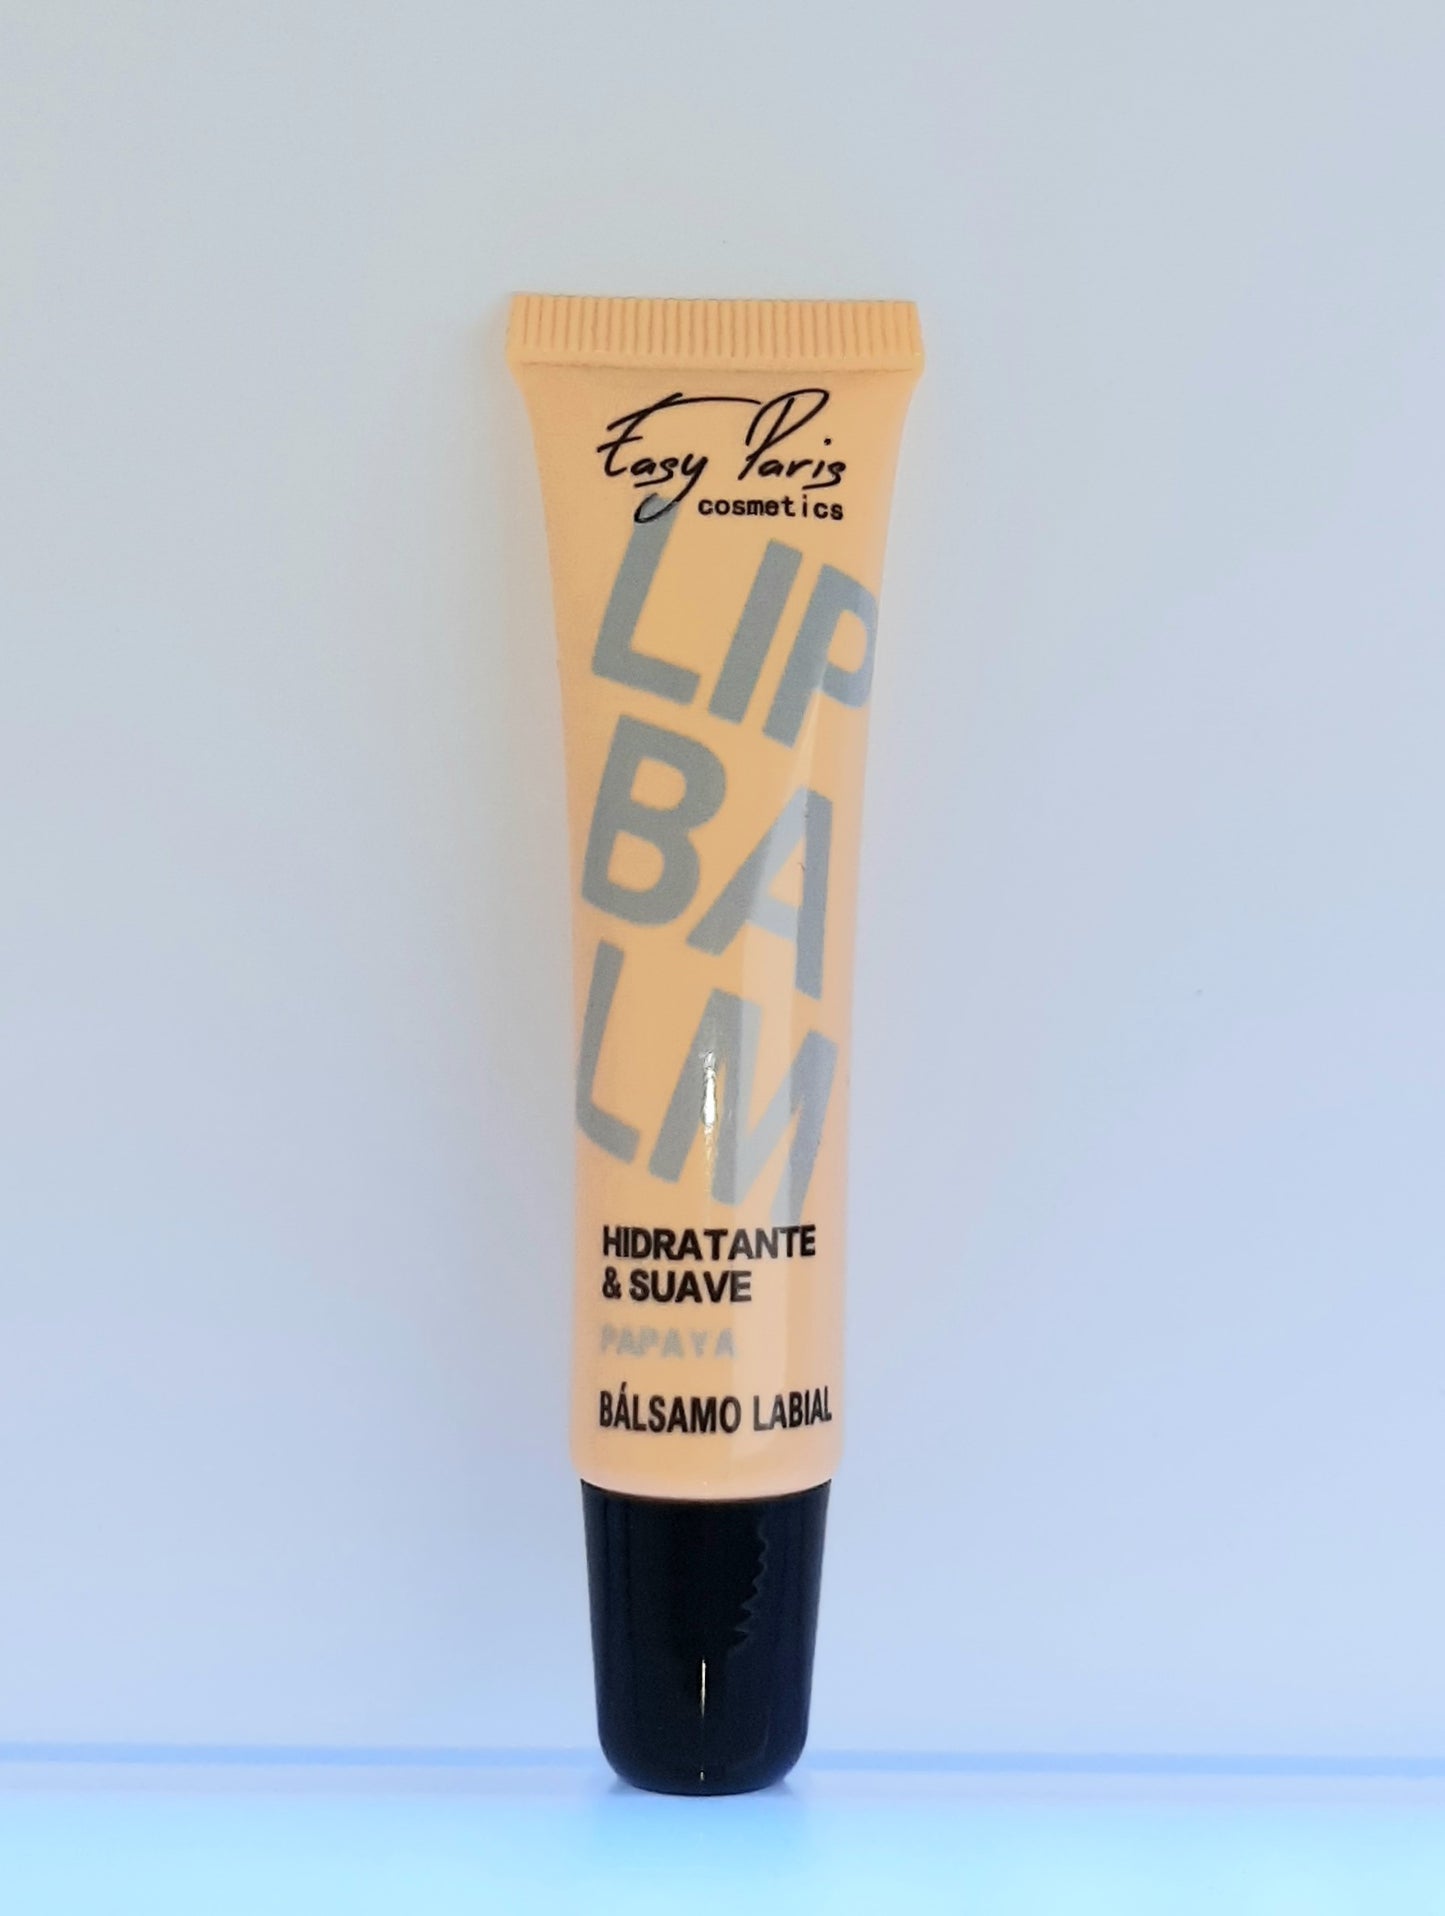 Easy Paris
cosmetics
LIP
BA
LM
HIDRATANTE
& SUAVE
PAPAYA
BÁLSAMO LABIAL